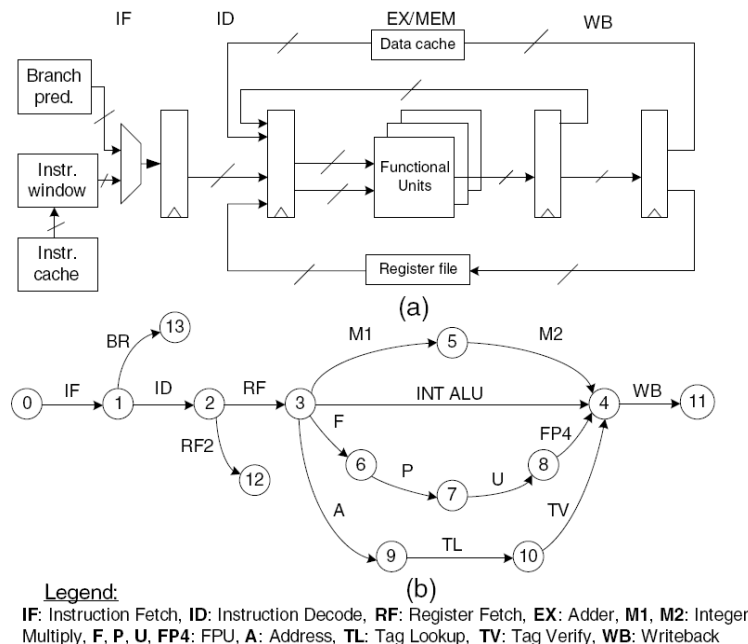 IF ID EX/MEM WB
Data cache
Branch
pred.
Instr.
window
Functional
Units
Instr.
cache
Register file
(a)
13
M1 5 M2
BR
IF ID RF INT ALU WB
0 1 2 3 4 11
F FP4
RF2 6 P U 8
12 7 TV
A
TL
9 10
(b)
Legend:
IF: Instruction Fetch, ID: Instruction Decode, RF: Register Fetch, EX: Adder, M1, M2: Integer
Multiply, F, P, U, FP4: FPU, A: Address, TL: Tag Lookup, TV: Tag Verify, WB: Writeback